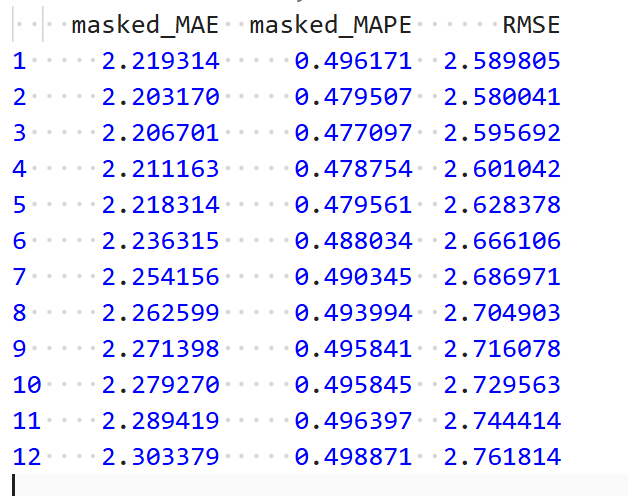 masked_MAE masked_MAPE RMSE
1 2.219314 0.496171 2.589805
2 2.203170 0.479507 2.580041
3 2.206701 0.477097 2.595692
4 2.211163 0.478754 2.601042
5 2.218314 0.479561 2.628378
6 2.236315 0.488034 2.666106
7 2.254156 0.490345 2.686971
8 2.262599 0.493994 2.704903
9 2.271398 0.495841 2.716078
10 2.279270 0.495845 2.729563
11 2.289419 0.496397 2.744414
12 2.303379 0.498871 2.761814